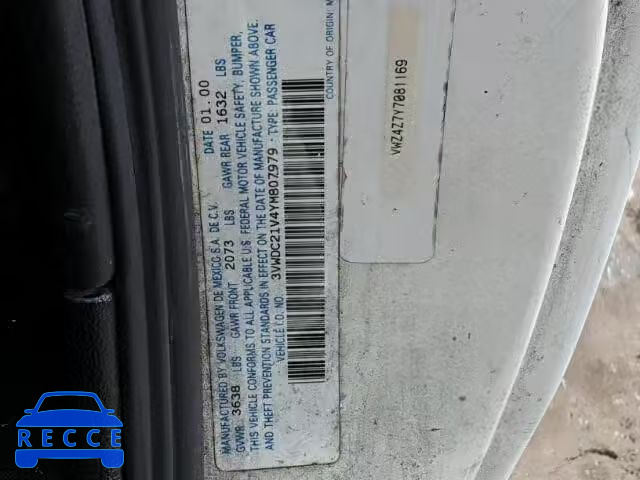 MANUFACTURED BY VOLKSWAGEN DE MEXICO S.A. DE C.V. DATE 01.00
GVWR: 3638 LBS GAWR FRONT 2073 LBS GAWR REAR 1632 LBS
THIS VEHICLE CONFORMS TO ALL APPLICABLE U.S. FEDERAL MOTOR VEHICLE SAFETY, BUMPER,
AND THEFT PREVENTION STANDARDS IN EFFECT ON THE DATE OF MANUFACTURE SHOWN ABOVE.
VEHICLE I.D. NO. 3VWDC21V4YM807979 TYPE: PASSENGER CAR
COUNTRY OF ORIGIN: M
VWZ4Z7Y7081169
RECCE